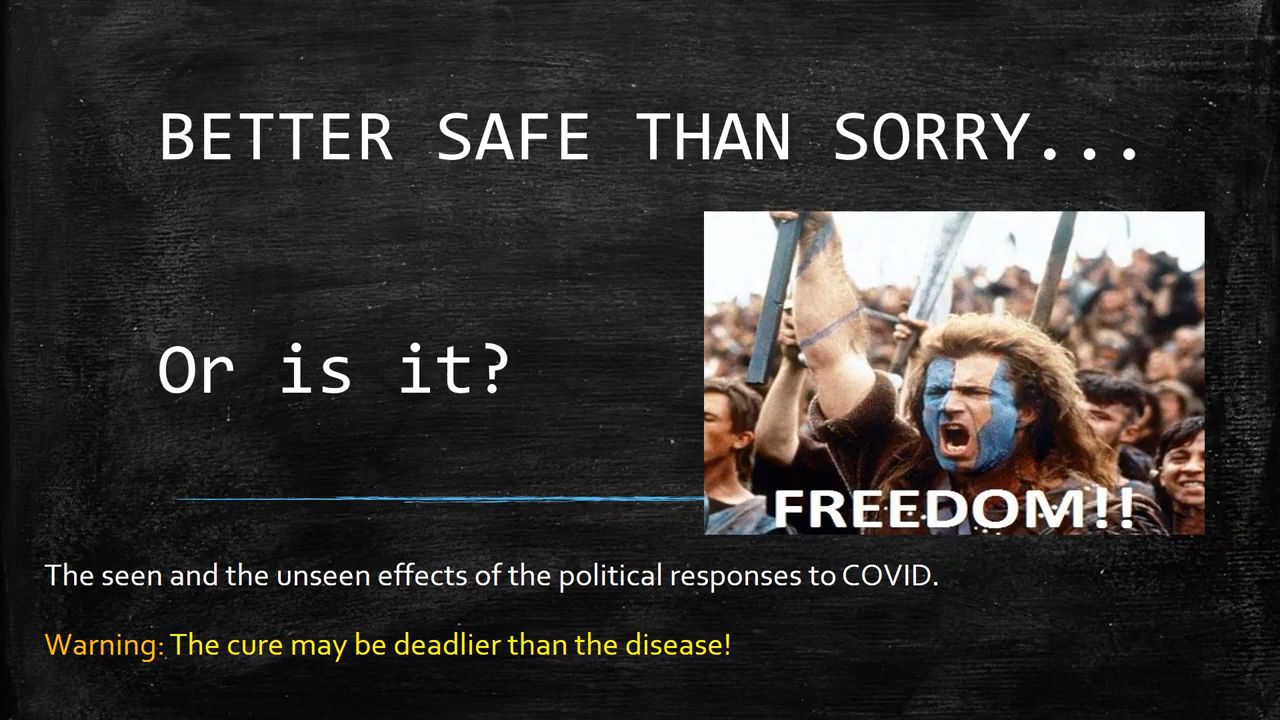 BETTER SAFE THAN SORRY...
Or is it?
FREEDOM!!
The seen and the unseen effects of the political responses to COVID.
Warning: The cure may be deadlier than the disease!